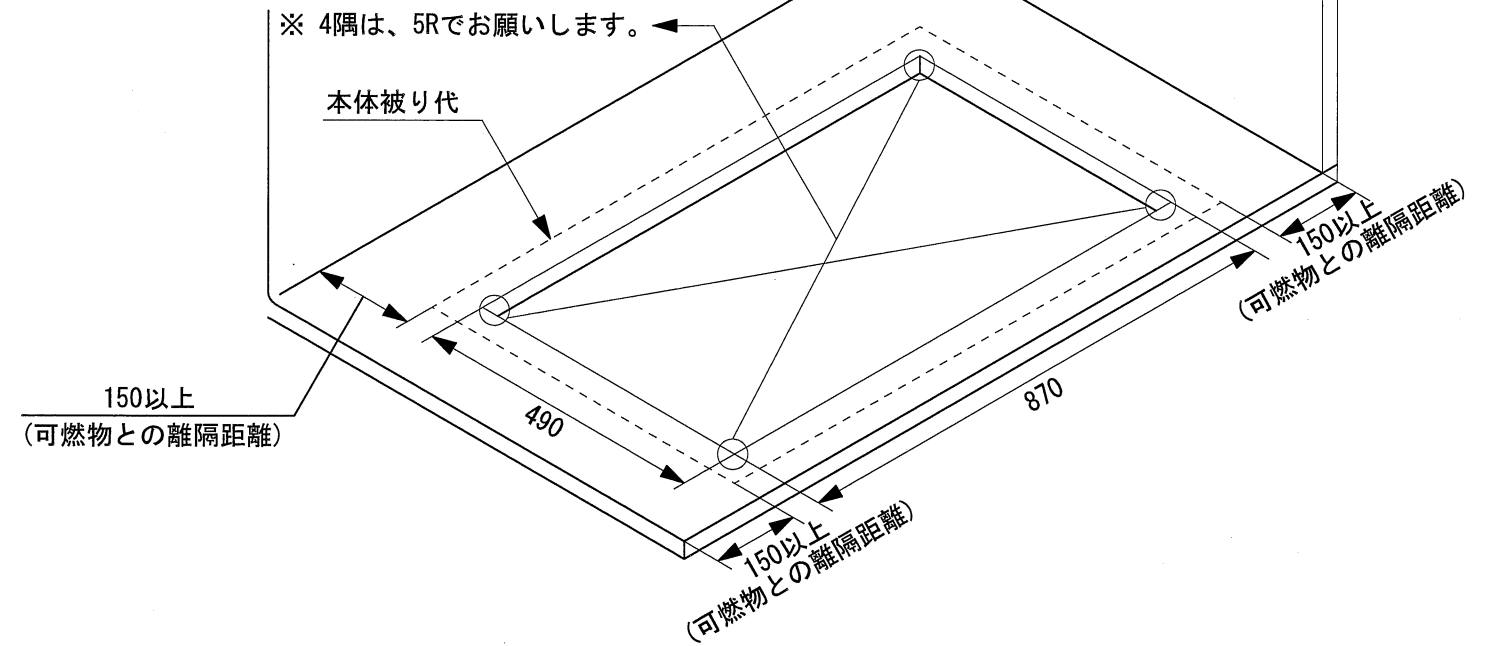 ※ 4隅は、5Rでお願いします。
本体被り代
150以上
(可燃物との離隔距離)
150以上
(可燃物との離隔距離)
490
870
150以上
(可燃物との離隔距離)